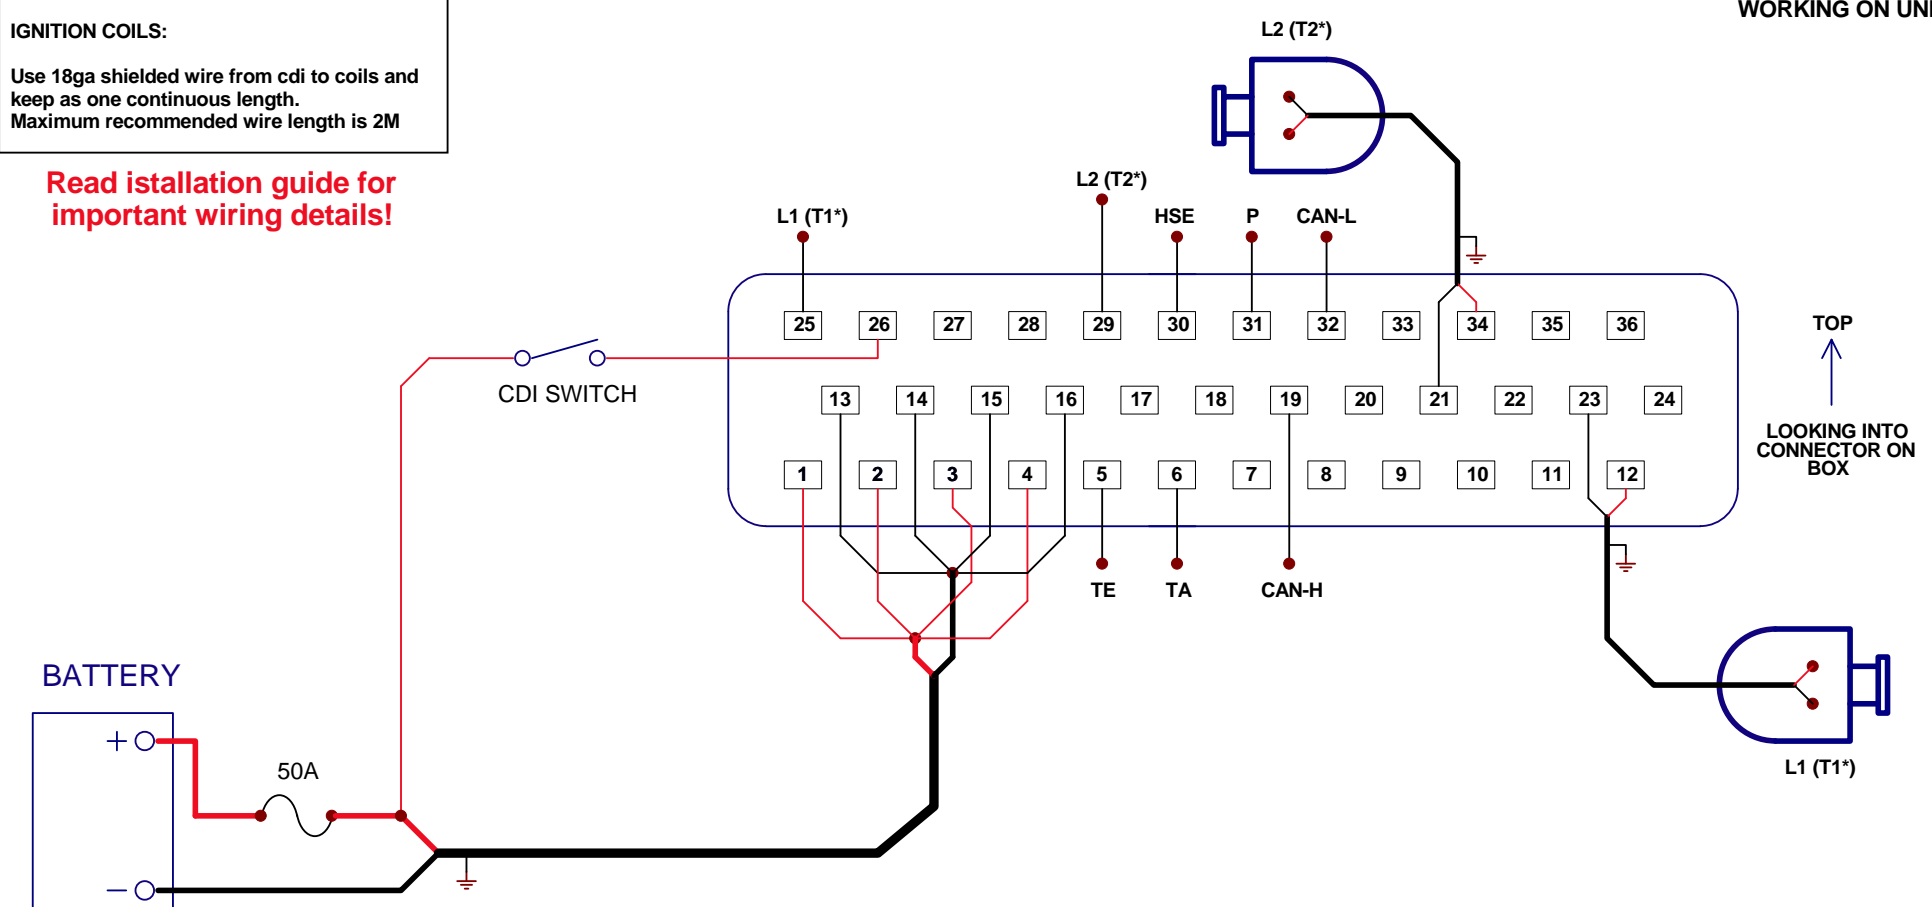 WORKING ON UNI
IGNITION COILS:
Use 18ga shielded wire from cdi to coils and
keep as one continuous length.
Maximum recommended wire length is 2M
Read istallation guide for
important wiring details!
L2 (T2*)
L2 (T2*)
L1 (T1*)
HSE
P
CAN-L
25
26
27
28
29
30
31
32
33
34
35
36
TOP
CDI SWITCH
13
14
15
16
17
18
19
20
21
22
23
24
LOOKING INTO
CONNECTOR ON
BOX
1
2
3
4
5
6
7
8
9
10
11
12
TE
TA
CAN-H
BATTERY
+
50A
L1 (T1*)
−